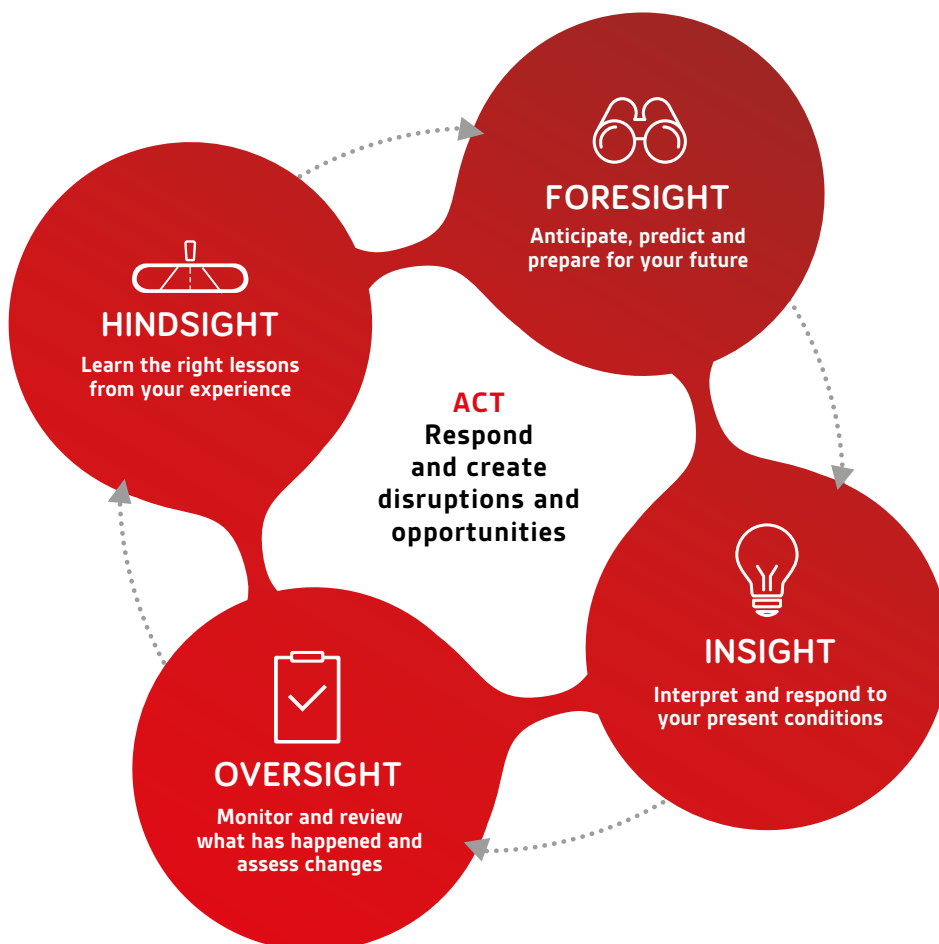 FORESIGHT
Anticipate, predict and
prepare for your future
HINDSIGHT
Learn the right lessons
from your experience
ACT
Respond
and create
disruptions and
opportunities
INSIGHT
Interpret and respond to
your present conditions
OVERSIGHT
Monitor and review
what has happened and
assess changes